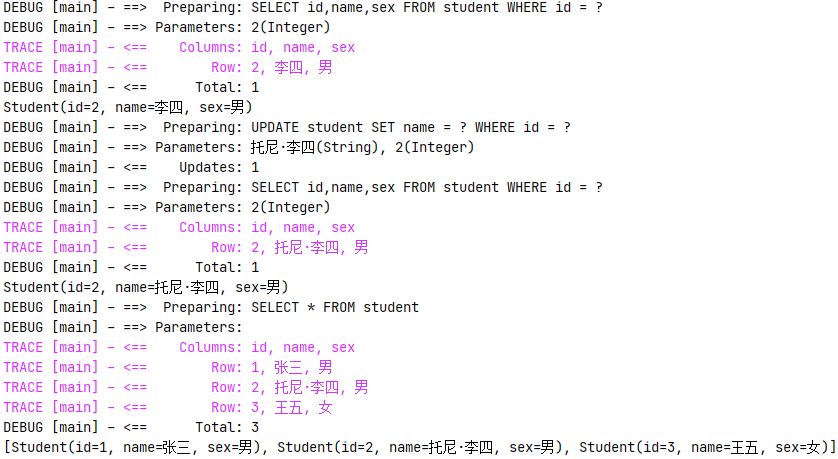 DEBUG [main] – ==>  Preparing: SELECT id,name,sex FROM student WHERE id = ?
DEBUG [main] – ==> Parameters: 2(Integer)
TRACE [main] – <==    Columns: id, name, sex
TRACE [main] – <==        Row: 2, 李四, 男
DEBUG [main] – <==      Total: 1
Student(id=2, name=李四, sex=男)
DEBUG [main] – ==>  Preparing: UPDATE student SET name = ? WHERE id = ?
DEBUG [main] – ==> Parameters: 托尼·李四(String), 2(Integer)
DEBUG [main] – <==    Updates: 1
DEBUG [main] – ==>  Preparing: SELECT id,name,sex FROM student WHERE id = ?
DEBUG [main] – ==> Parameters: 2(Integer)
TRACE [main] – <==    Columns: id, name, sex
TRACE [main] – <==        Row: 2, 托尼·李四, 男
DEBUG [main] – <==      Total: 1
Student(id=2, name=托尼·李四, sex=男)
DEBUG [main] – ==>  Preparing: SELECT * FROM student
DEBUG [main] – ==> Parameters:
TRACE [main] – <==    Columns: id, name, sex
TRACE [main] – <==        Row: 1, 张三, 男
TRACE [main] – <==        Row: 2, 托尼·李四, 男
TRACE [main] – <==        Row: 3, 王五, 女
DEBUG [main] – <==      Total: 3
[Student(id=1, name=张三, sex=男), Student(id=2, name=托尼·李四, sex=男), Student(id=3, name=王五, sex=女)]